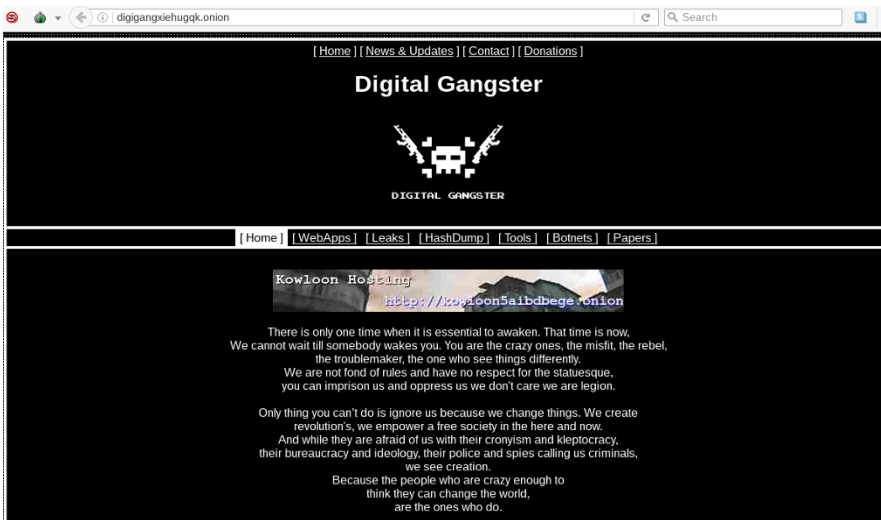 digigangxiehugqk.onion
Search
[ Home ] [ News & Updates ] [ Contact ] [ Donations ]
Digital Gangster
DIGITAL GANGSTER
[ Home ] [ WebApps ] [ Leaks ] [ HashDump ] [ Tools ] [ Botnets ] [ Papers ]
Kowloon Hosting
http://kowloon5aibdbege.onion
There is only one time when it is essential to awaken. That time is now,
We cannot wait till somebody wakes you. You are the crazy ones, the misfit, the rebel,
the troublemaker, the one who see things differently.
We are not fond of rules and have no respect for the statuesque,
you can imprison us and oppress us we don't care we are legion.
Only thing you can't do is ignore us because we change things. We create
revolution's, we empower a free society in the here and now.
And while they are afraid of us with their cronyism and kleptocracy,
their bureaucracy and ideology, their police and spies calling us criminals,
we see creation.
Because the people who are crazy enough to
think they can change the world,
are the ones who do.